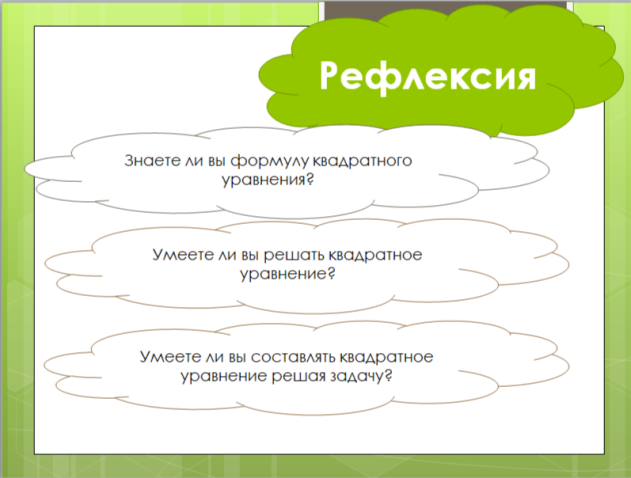 Рефлексия
Знаете ли вы формулу квадратного
уравнения?
Умеете ли вы решать квадратное
уравнение?
Умеете ли вы составлять квадратное
уравнение решая задачу?